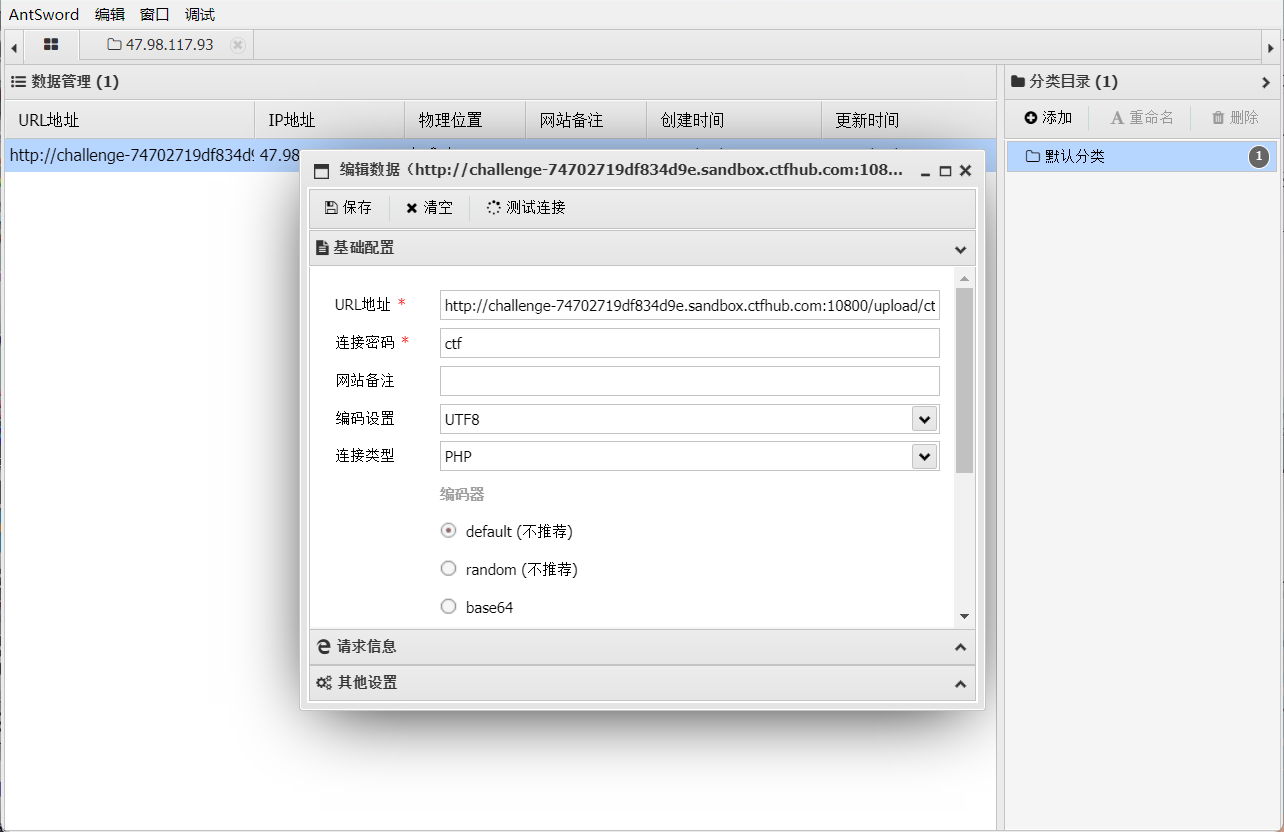 AntSword 编辑 窗口 调试
47.98.117.93
数据管理 (1)
分类目录 (1)
URL地址 IP地址 物理位置 网站备注 创建时间 更新时间
添加 重命名 删除
http://challenge-74702719df834d9 47.98
默认分类 1
编辑数据（http://challenge-74702719df834d9e.sandbox.ctfhub.com:108...
保存 清空 测试连接
基础配置
URL地址 * http://challenge-74702719df834d9e.sandbox.ctfhub.com:10800/upload/ct
连接密码 * ctf
网站备注
编码设置 UTF8
连接类型 PHP
编码器
default (不推荐)
random (不推荐)
base64
请求信息
其他设置